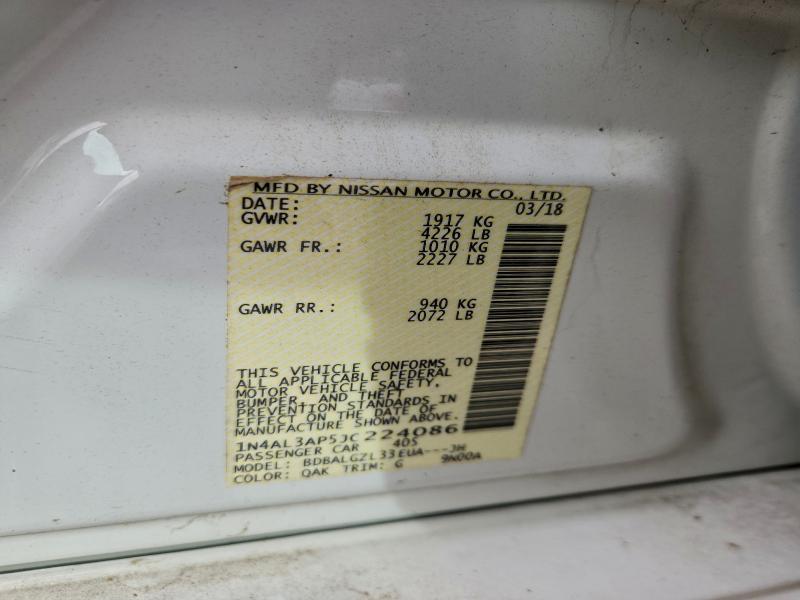 MFD BY NISSAN MOTOR CO., LTD.
DATE: 03/18
GVWR: 1917 KG
4226 LB
GAWR FR.: 1010 KG
2227 LB
GAWR RR.: 940 KG
2072 LB
THIS VEHICLE CONFORMS TO
ALL APPLICABLE FEDERAL
MOTOR VEHICLE SAFETY,
BUMPER, AND THEFT
PREVENTION STANDARDS IN
EFFECT ON THE DATE OF
MANUFACTURE SHOWN ABOVE.
1N4AL3AP5JC224086
PASSENGER CAR 4DS
MODEL: BDBALGZL33EUA---JH
COLOR: QAK TRIM: G 9N00A